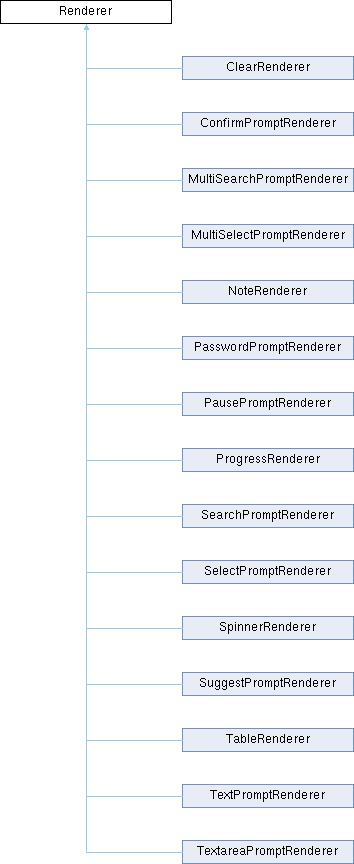 Renderer
ClearRenderer
ConfirmPromptRenderer
MultiSearchPromptRenderer
MultiSelectPromptRenderer
NoteRenderer
PasswordPromptRenderer
PausePromptRenderer
ProgressRenderer
SearchPromptRenderer
SelectPromptRenderer
SpinnerRenderer
SuggestPromptRenderer
TableRenderer
TextPromptRenderer
TextareaPromptRenderer